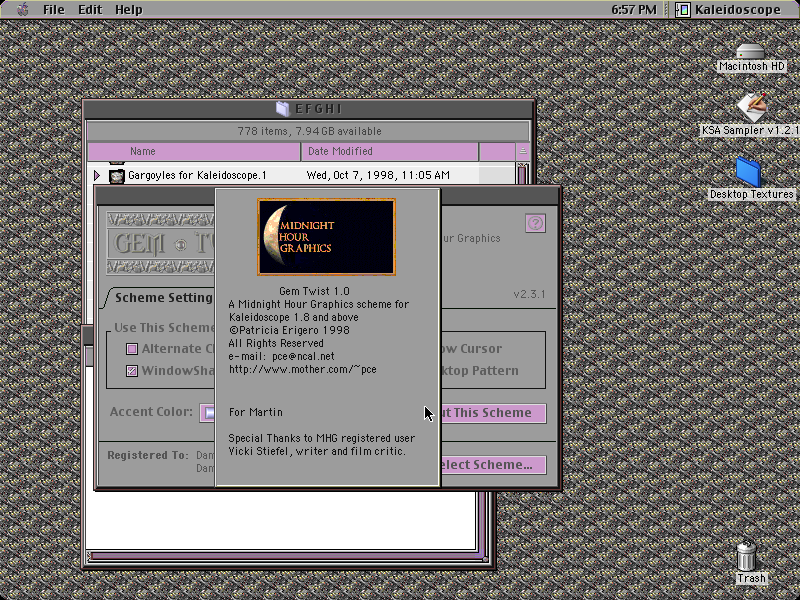 File Edit Help
6:57 PM
Kaleidoscope
Macintosh HD
KSA Sampler v1.2.1
Desktop Textures
Trash
EFGHI
778 items, 7.94 GB available
Name
Date Modified
Gargoyles for Kaleidoscope.1
Wed, Oct 7, 1998, 11:05 AM
GEM
ur Graphics
?
v2.3.1
Scheme Setting
Use This Scheme
Alternate C
WindowSha
ow Cursor
ktop Pattern
Accent Color:
ut This Scheme
Registered To:
Dam
Dam
elect Scheme...
MIDNIGHT
HOUR
GRAPHICS
Gem Twist 1.0
A Midnight Hour Graphics scheme for
Kaleidoscope 1.8 and above
©Patricia Erigero 1998
All Rights Reserved
e-mail: pce@ncal.net
http://www.mother.com/~pce
For Martin
Special Thanks to MHG registered user
Vicki Stiefel, writer and film critic.